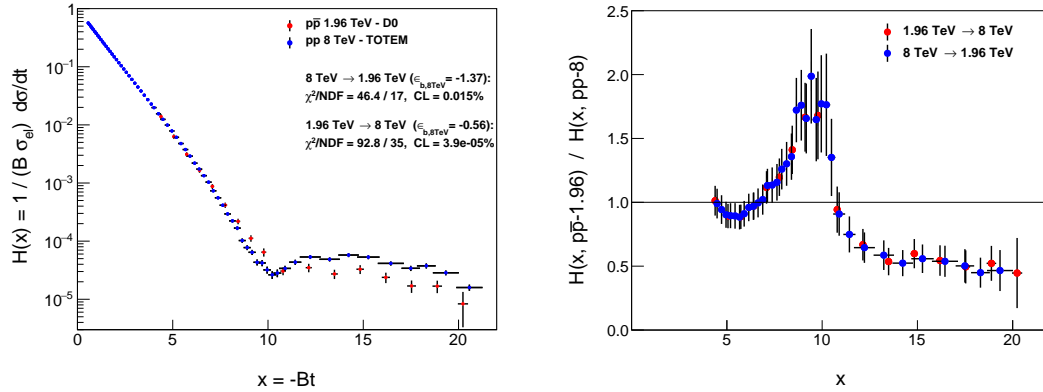 H(x) = 1 / (B σ_el) dσ/dt
1
10^-1
10^-2
10^-3
10^-4
10^-5
pp̅ 1.96 TeV - D0
pp 8 TeV - TOTEM
8 TeV → 1.96 TeV (ϵ_b,8TeV = -1.37):
χ²/NDF = 46.4 / 17, CL = 0.015%
1.96 TeV → 8 TeV (ϵ_b,8TeV = -0.56):
χ²/NDF = 92.8 / 35, CL = 3.9e-05%
0 5 10 15 20
x = -Bt
H(x, pp̅-1.96) / H(x, pp-8)
2.5
2.0
1.5
1.0
0.5
0.0
1.96 TeV → 8 TeV
8 TeV → 1.96 TeV
5 10 15 20
x